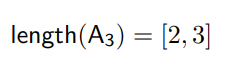 length(A₃) = [2, 3]